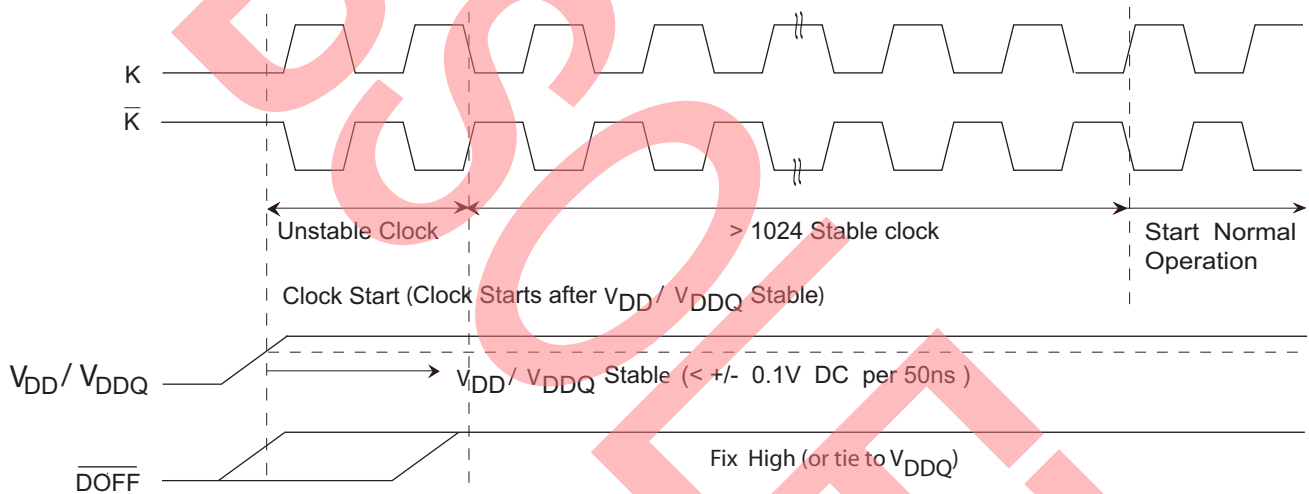 K
K̅
Unstable Clock
> 1024 Stable clock
Start Normal
Operation
Clock Start (Clock Starts after VDD / VDDQ Stable)
VDD / VDDQ
VDD / VDDQ Stable (< +/- 0.1V DC per 50ns )
Fix High (or tie to VDDQ)
D̅O̅F̅F̅